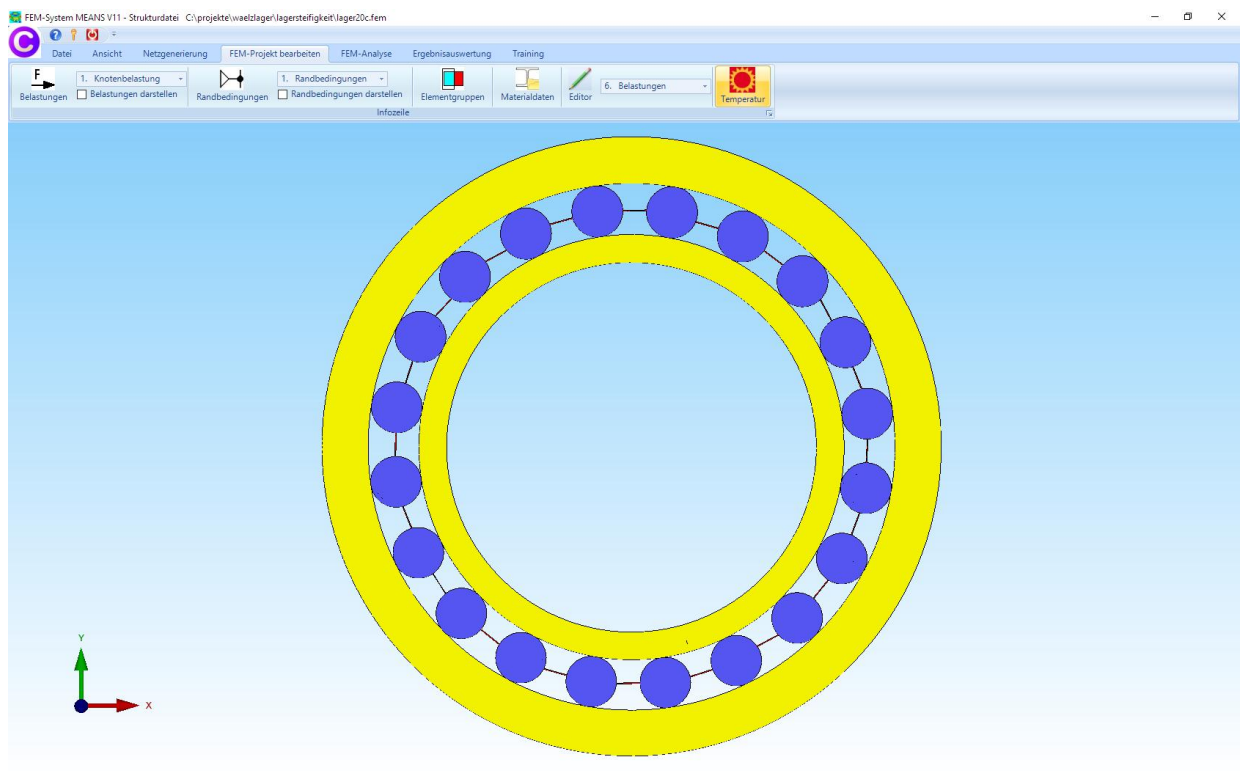 FEM-System MEANS V11 - Strukturdatei C:\projekte\waelzlager\lagersteifigkeit\lager20c.fem
C
Datei Ansicht Netzgenerierung FEM-Projekt bearbeiten FEM-Analyse Ergebnisauswertung Training
F 1. Knotenbelastung 1. Randbedingungen 6. Belastungen
Belastungen Belastungen darstellen Randbedingungen Randbedingungen darstellen Elementgruppen Materialdaten Editor Temperatur
Infozeile
Y
X